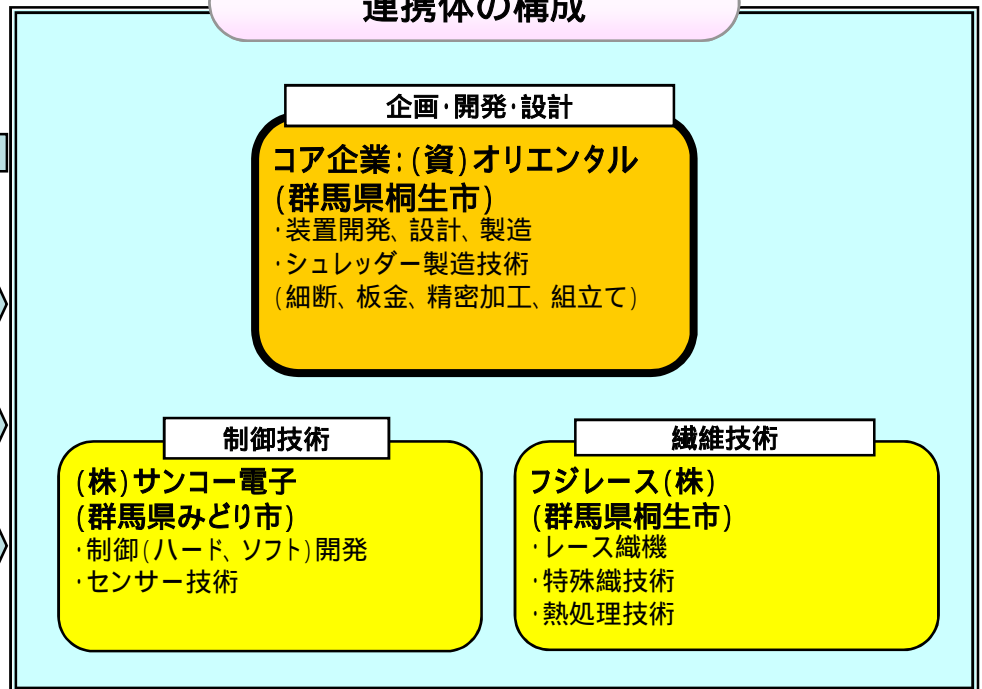 連携体の構成
企画・開発・設計
コア企業:(資)オリエンタル
(群馬県桐生市)
・装置開発、設計、製造
・シュレッダー製造技術
(細断、板金、精密加工、組立て)
制御技術
(株)サンコー電子
(群馬県みどり市)
・制御(ハード、ソフト)開発
・センサー技術
繊維技術
フジレース(株)
(群馬県桐生市)
・レース織機
・特殊織技術
・熱処理技術